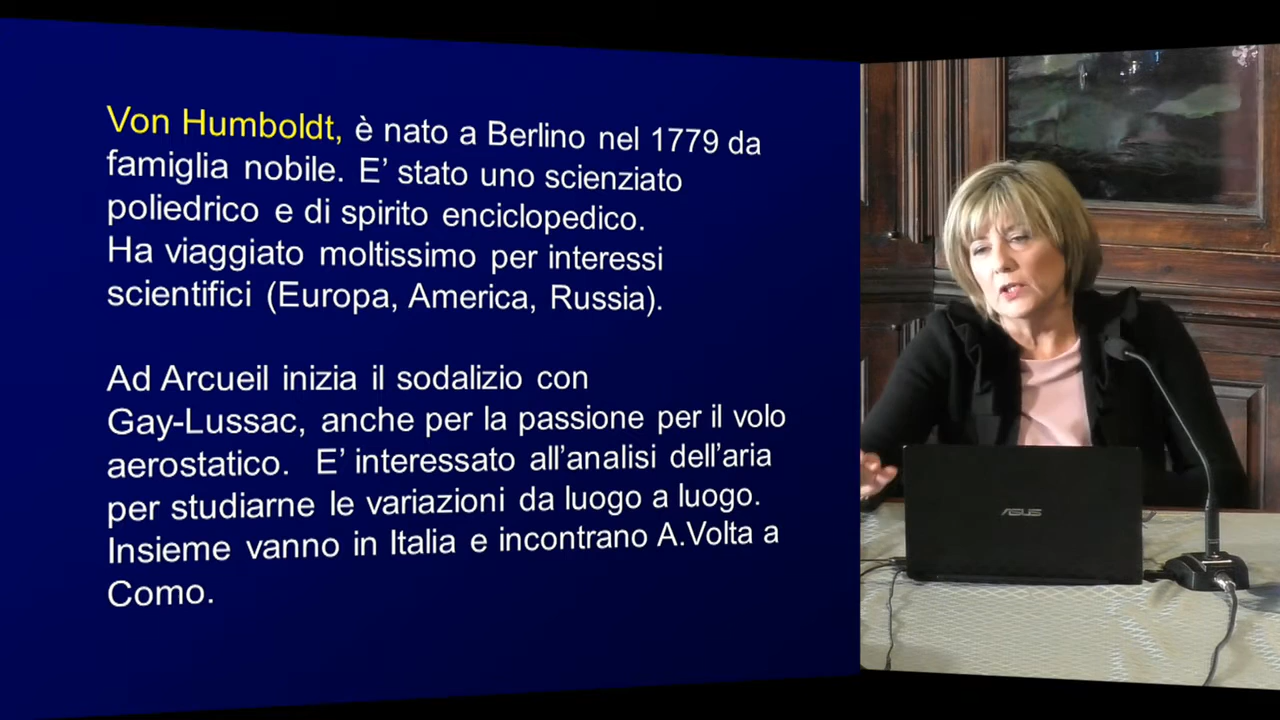 Von Humboldt, è nato a Berlino nel 1779 da
famiglia nobile. E’ stato uno scienziato
poliedrico e di spirito enciclopedico.
Ha viaggiato moltissimo per interessi
scientifici (Europa, America, Russia).
Ad Arcueil inizia il sodalizio con
Gay-Lussac, anche per la passione per il volo
aerostatico. E’ interessato all’analisi dell’aria
per studiarne le variazioni da luogo a luogo.
Insieme vanno in Italia e incontrano A.Volta a
Como.
ASUS